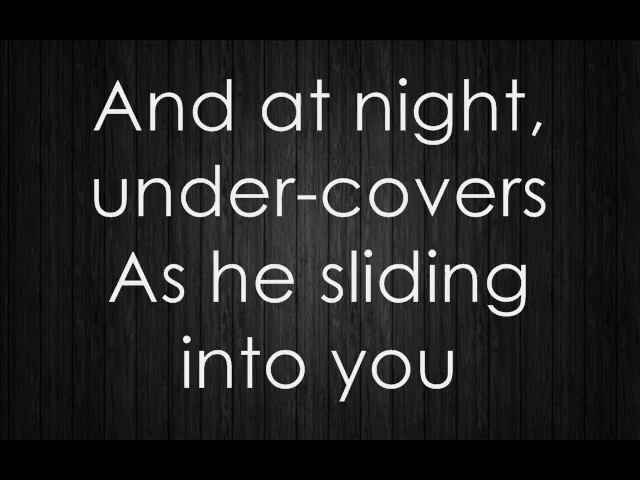 And at night,
under-covers
As he sliding
into you